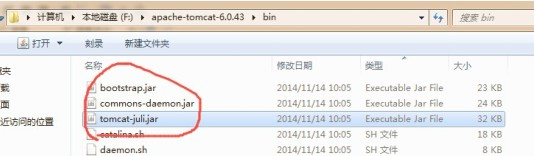 计算机 ▸ 本地磁盘 (F:) ▸ apache-tomcat-6.0.43 ▸ bin
搜索 bin
打开 刻录 新建文件夹
名称 修改日期 类型 大小
bootstrap.jar 2014/11/14 10:05 Executable Jar File 23 KB
commons-daemon.jar 2014/11/14 10:05 Executable Jar File 24 KB
tomcat-juli.jar 2014/11/14 10:05 Executable Jar File 32 KB
catalina.sh 2014/11/14 10:05 SH 文件 18 KB
daemon.sh 2014/11/14 10:05 SH 文件 8 KB
夹
载
面
近访问的位置